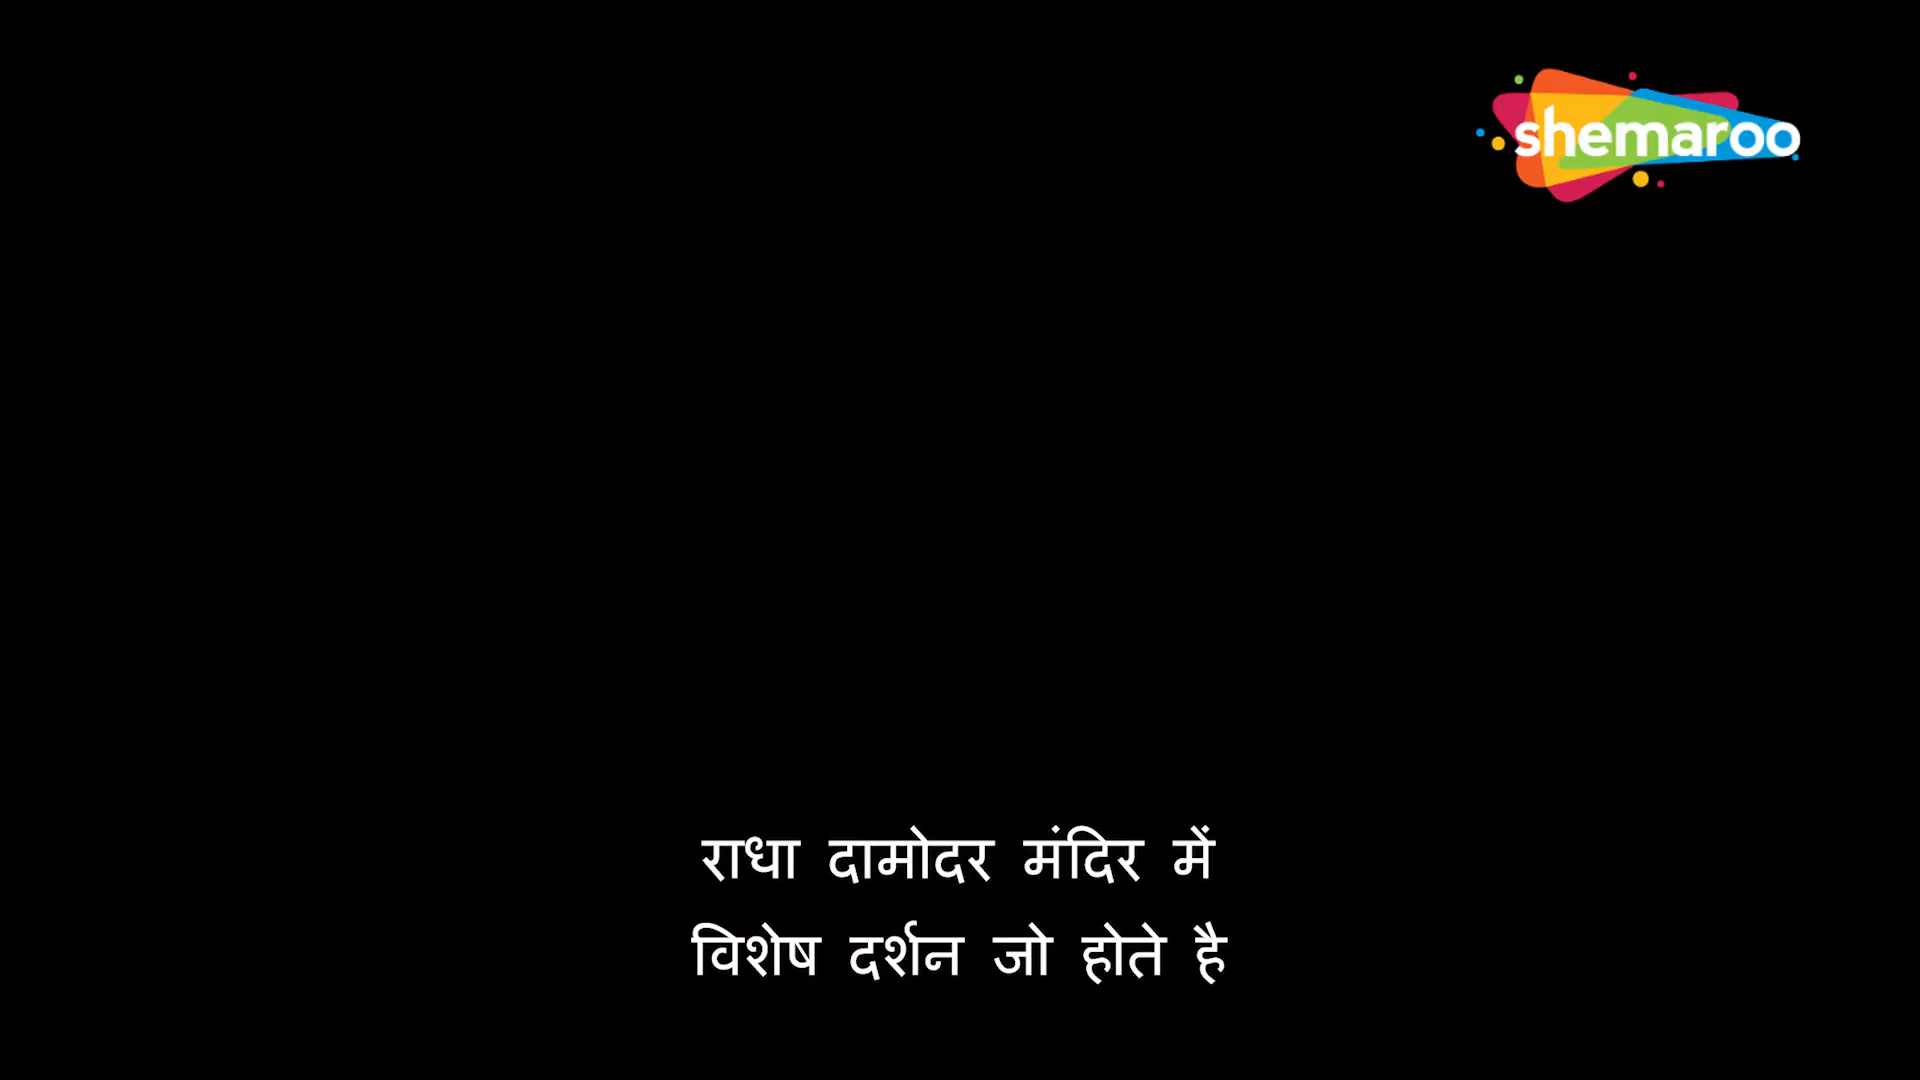 shemaroo
राधा दामोदर मंदिर में
विशेष दर्शन जो होते है